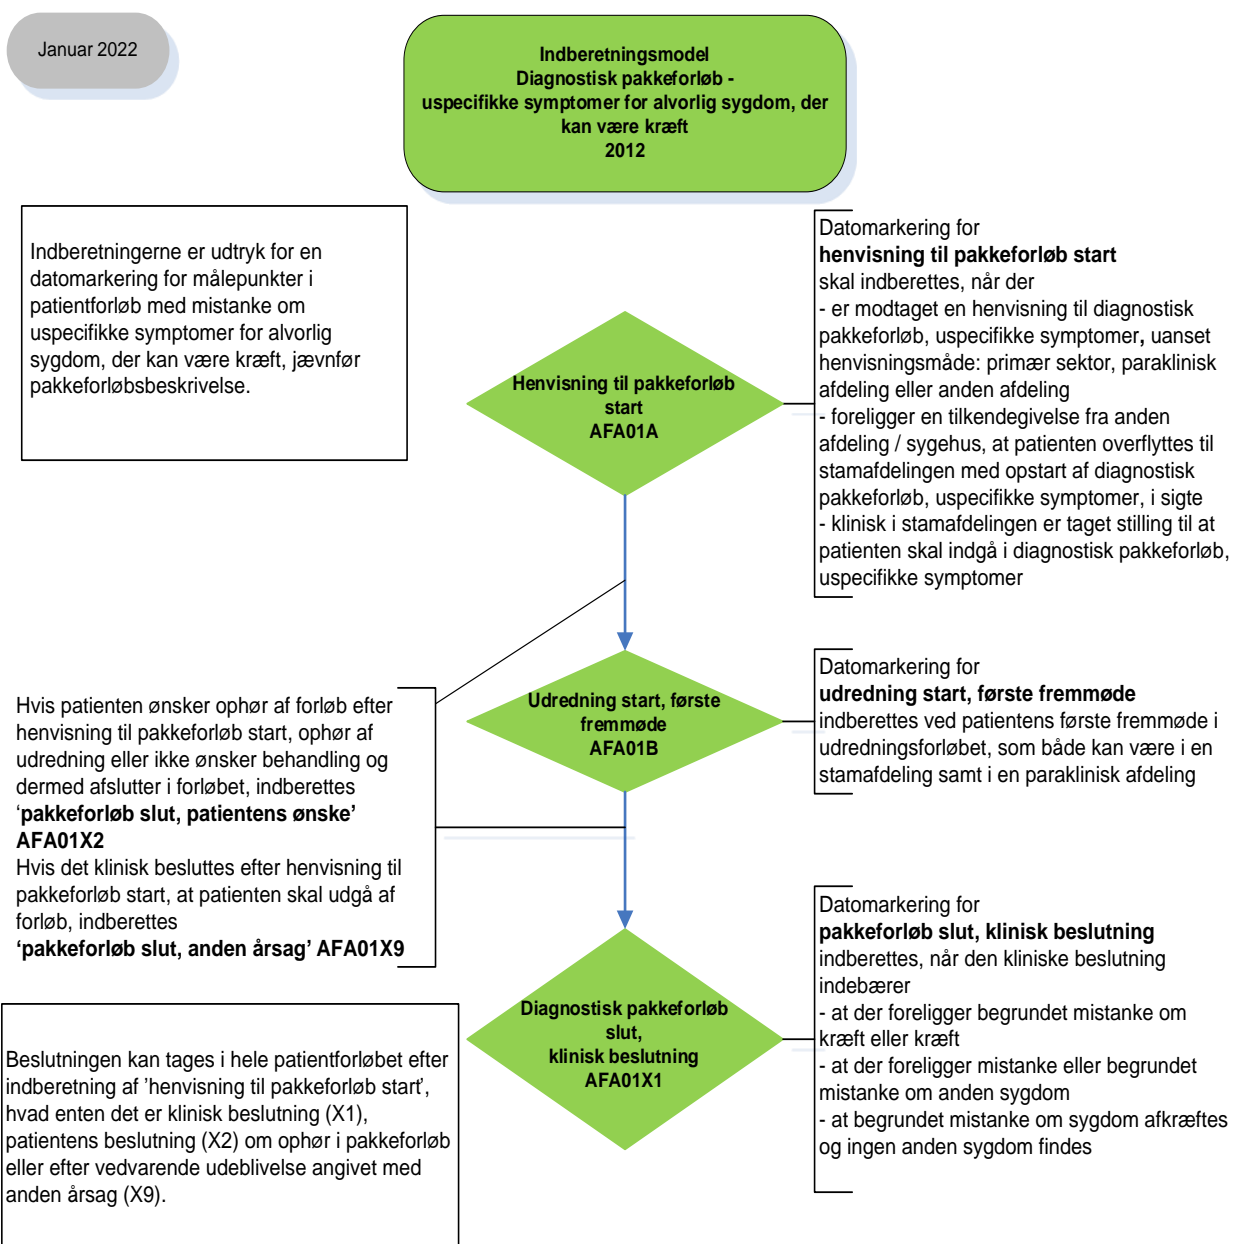 Januar 2022
Indberetningsmodel
Diagnostisk pakkeforløb -
uspecifikke symptomer for alvorlig sygdom, der
kan være kræft
2012
Indberetningerne er udtryk for en
datomarkering for målepunkter i
patientforløb med mistanke om
uspecifikke symptomer for alvorlig
sygdom, der kan være kræft, jævnfør
pakkeforløbsbeskrivelse.
Henvisning til pakkeforløb
start
AFA01A
Datomarkering for
henvisning til pakkeforløb start
skal indberettes, når der
- er modtaget en henvisning til diagnostisk
pakkeforløb, uspecifikke symptomer, uanset
henvisningsmåde: primær sektor, paraklinisk
afdeling eller anden afdeling
- foreligger en tilkendegivelse fra anden
afdeling / sygehus, at patienten overflyttes til
stamafdelingen med opstart af diagnostisk
pakkeforløb, uspecifikke symptomer, i sigte
- klinisk i stamafdelingen er taget stilling til at
patienten skal indgå i diagnostisk pakkeforløb,
uspecifikke symptomer
Udredning start, første
fremmøde
AFA01B
Datomarkering for
udredning start, første fremmøde
indberettes ved patientens første fremmøde i
udredningsforløbet, som både kan være i en
stamafdeling samt i en paraklinisk afdeling
Hvis patienten ønsker ophør af forløb efter
henvisning til pakkeforløb start, ophør af
udredning eller ikke ønsker behandling og
dermed afslutter i forløbet, indberettes
‘pakkeforløb slut, patientens ønske’
AFA01X2
Hvis det klinisk besluttes efter henvisning til
pakkeforløb start, at patienten skal udgå af
forløb, indberettes
‘pakkeforløb slut, anden årsag’ AFA01X9
Diagnostisk pakkeforløb
slut,
klinisk beslutning
AFA01X1
Datomarkering for
pakkeforløb slut, klinisk beslutning
indberettes, når den kliniske beslutning
indebærer
- at der foreligger begrundet mistanke om
kræft eller kræft
- at der foreligger mistanke eller begrundet
mistanke om anden sygdom
- at begrundet mistanke om sygdom afkræftes
og ingen anden sygdom findes
Beslutningen kan tages i hele patientforløbet efter
indberetning af ’henvisning til pakkeforløb start’,
hvad enten det er klinisk beslutning (X1),
patientens beslutning (X2) om ophør i pakkeforløb
eller efter vedvarende udeblivelse angivet med
anden årsag (X9).